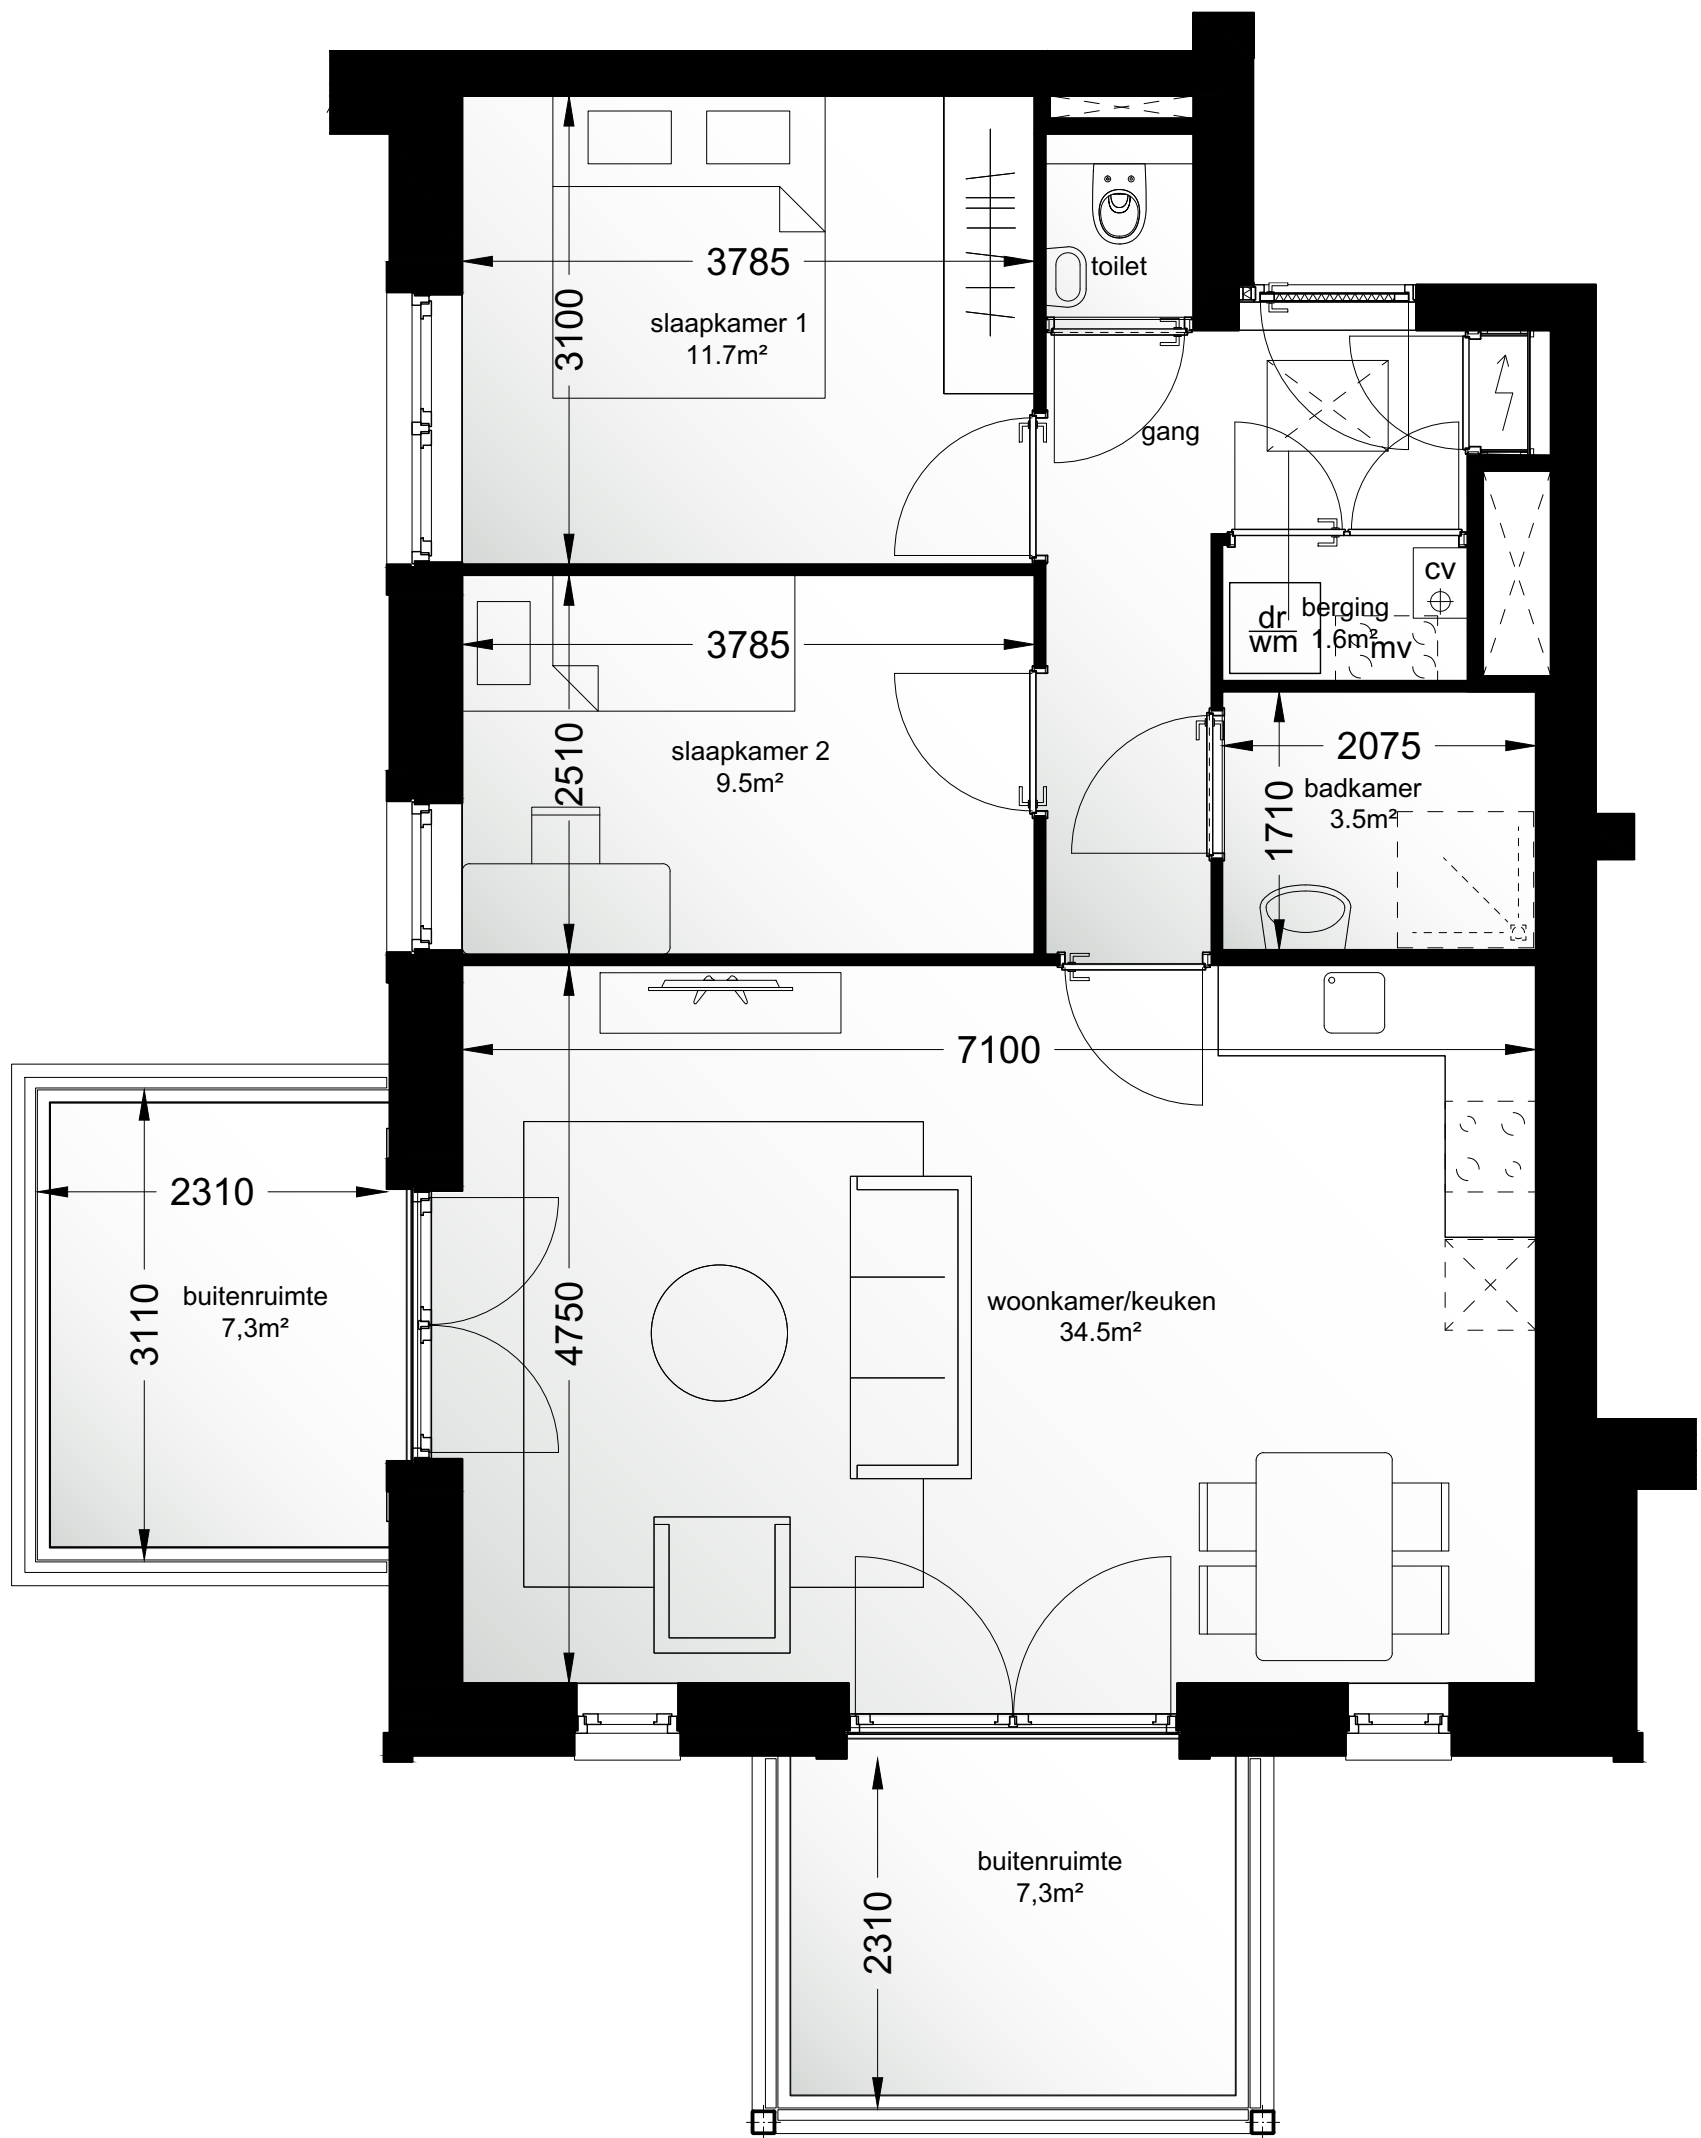 3785
3100
slaapkamer 1
11.7m²
toilet
gang
cv
berging
1.6m²
dr
wm
mv
3785
2510
slaapkamer 2
9.5m²
2075
1710
badkamer
3.5m²
7100
4750
woonkamer/keuken
34.5m²
2310
3110
buitenruimte
7,3m²
buitenruimte
7,3m²
2310